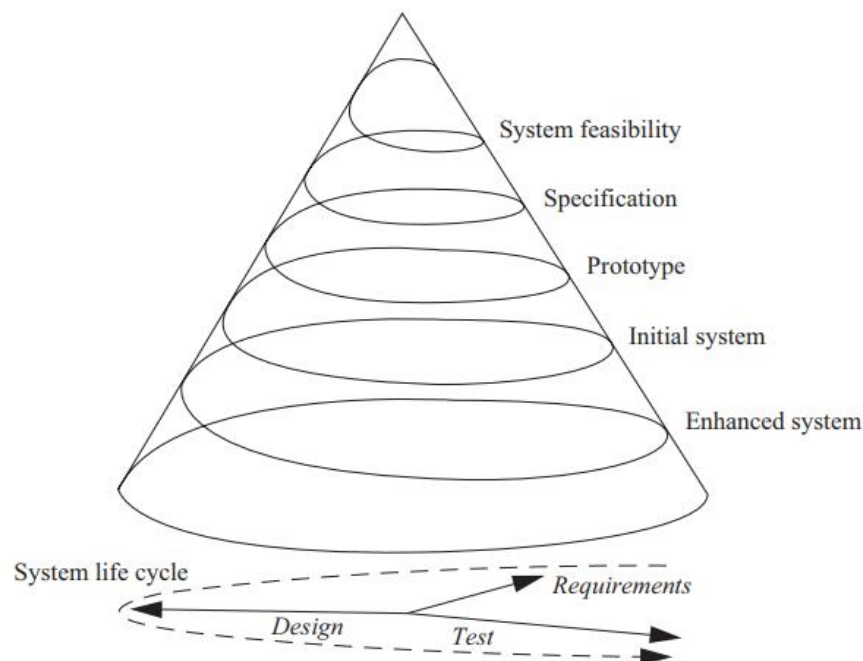 System feasibility
Specification
Prototype
Initial system
Enhanced system
System life cycle
Requirements
Design
Test